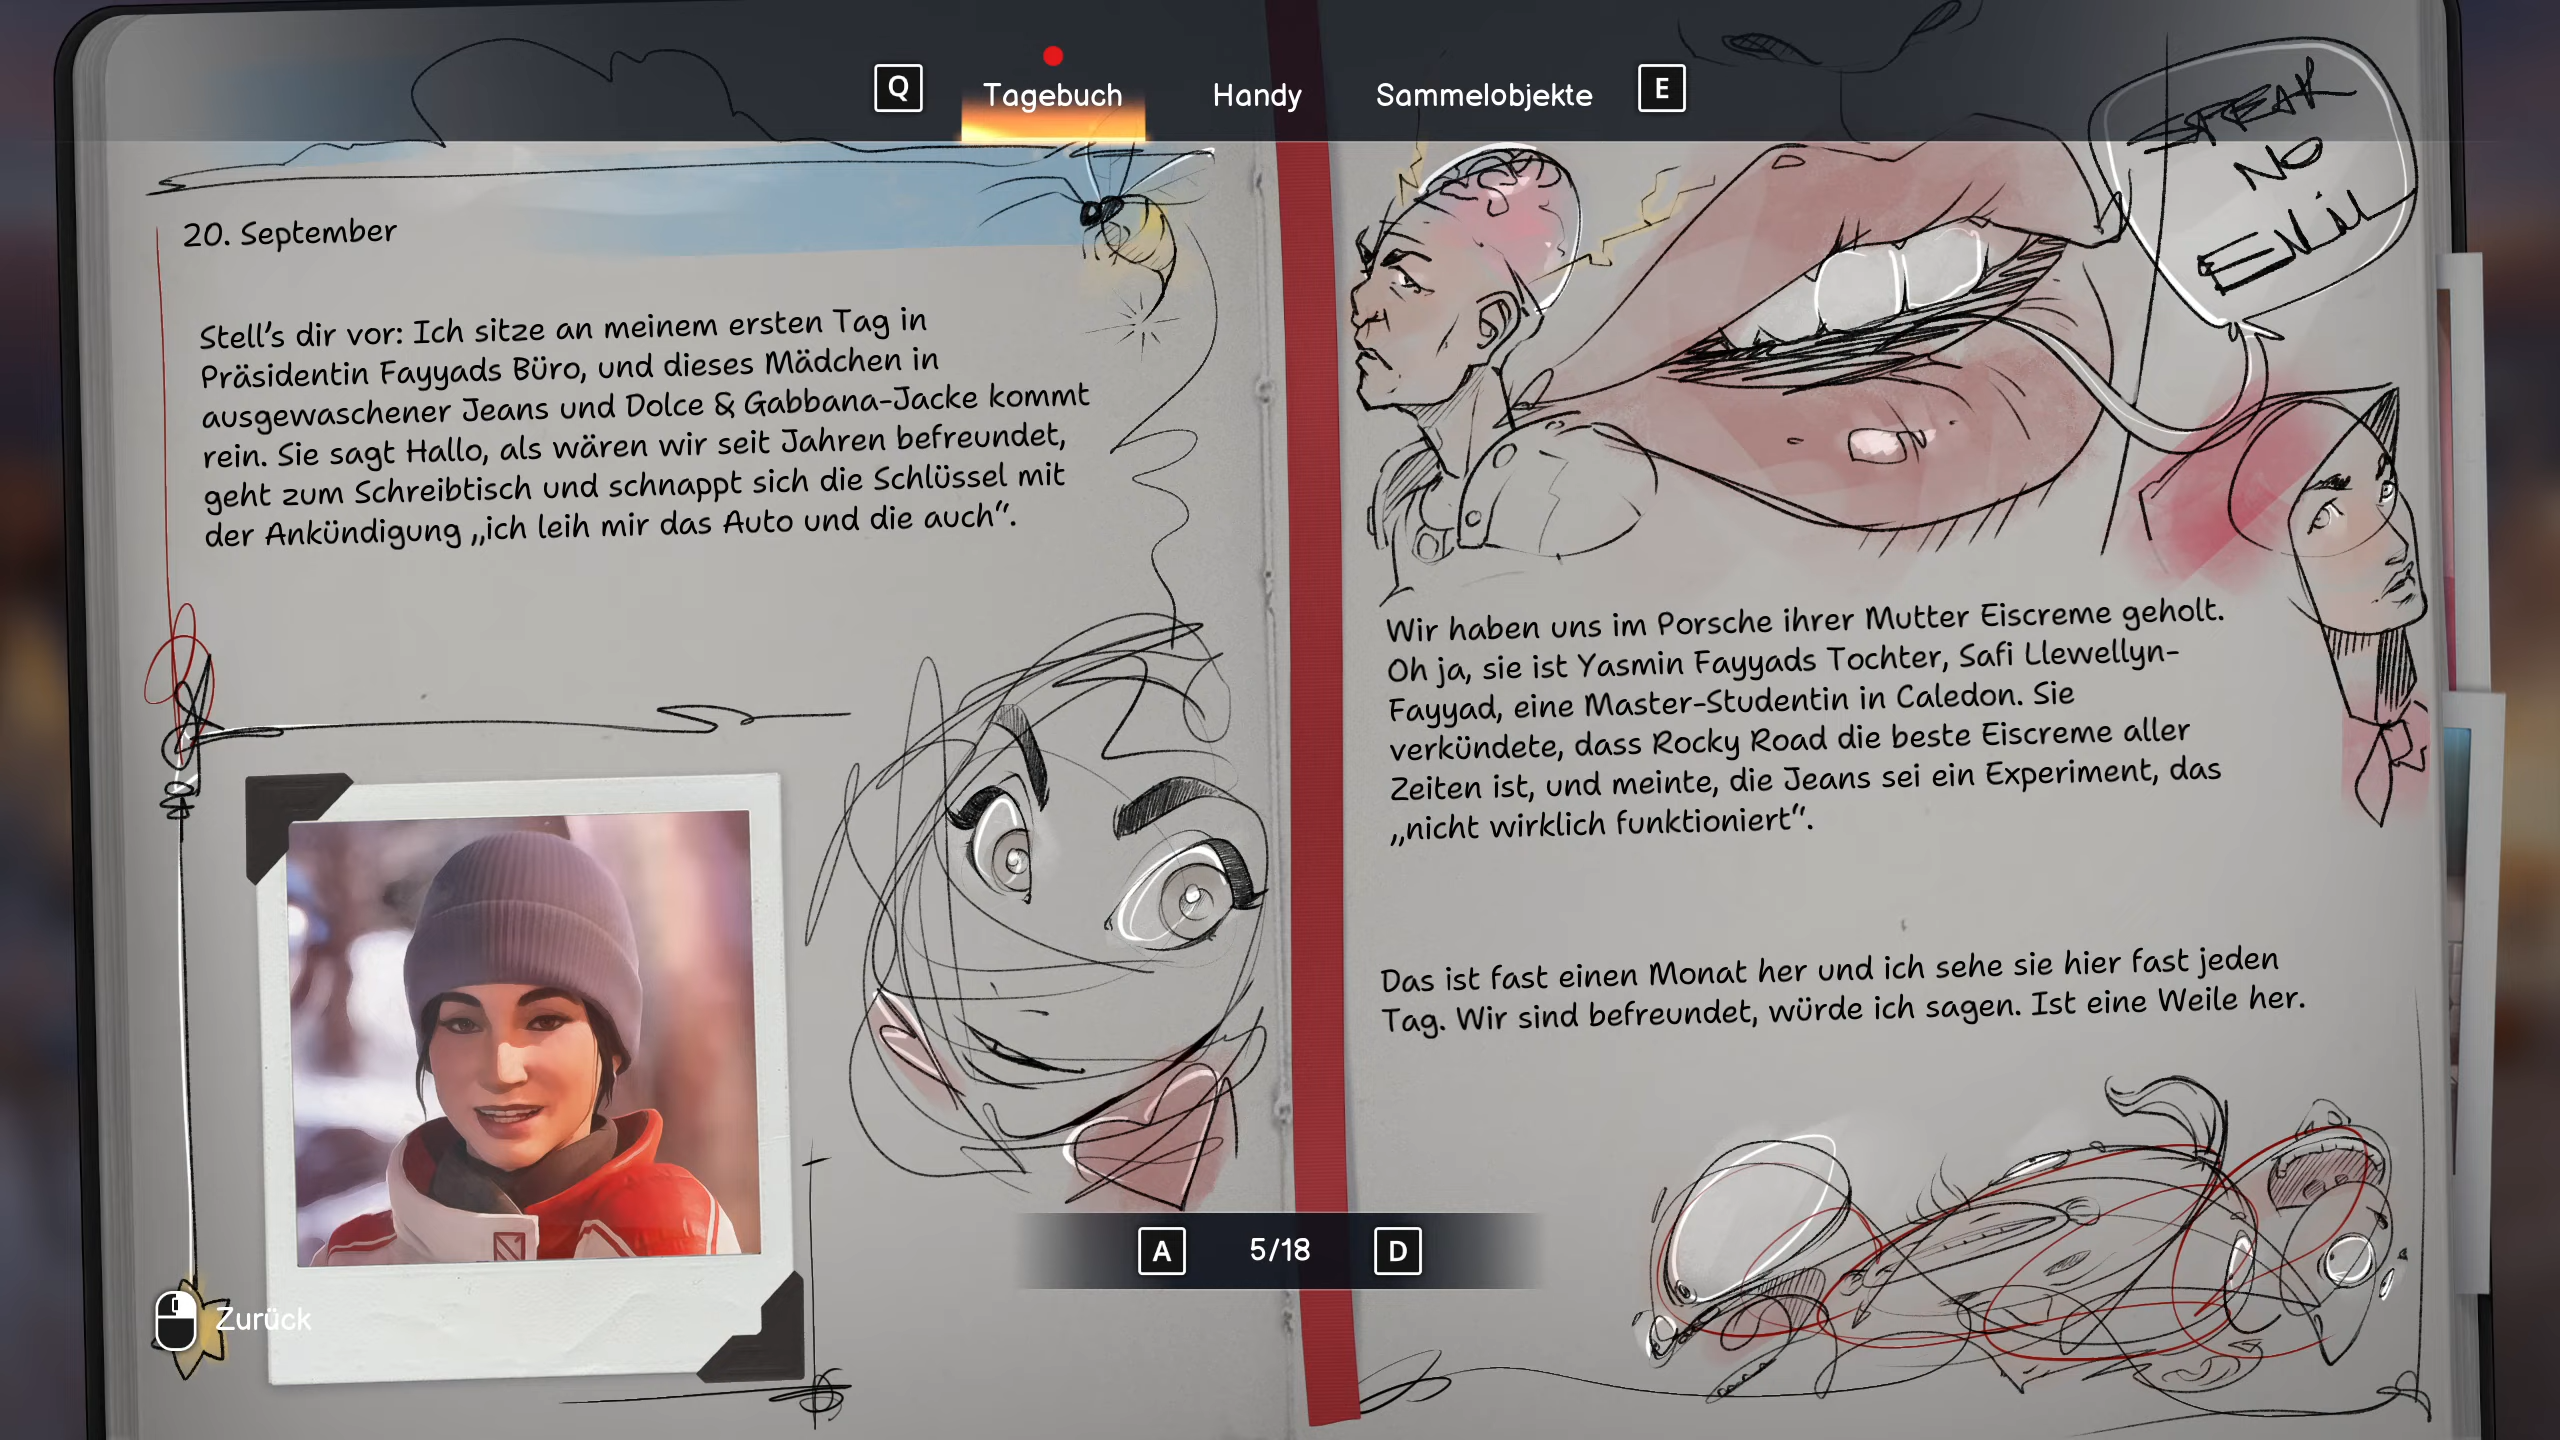 Q Tagebuch Handy Sammelobjekte E
SPEAK
NO
EVIL
20. September
Stell's dir vor: Ich sitze an meinem ersten Tag in
Präsidentin Fayyads Büro, und dieses Mädchen in
ausgewaschener Jeans und Dolce & Gabbana-Jacke kommt
rein. Sie sagt Hallo, als wären wir seit Jahren befreundet,
geht zum Schreibtisch und schnappt sich die Schlüssel mit
der Ankündigung „ich leih mir das Auto und die auch“.
Wir haben uns im Porsche ihrer Mutter Eiscreme geholt.
Oh ja, sie ist Yasmin Fayyads Tochter, Safi Llewellyn-
Fayyad, eine Master-Studentin in Caledon. Sie
verkündete, dass Rocky Road die beste Eiscreme aller
Zeiten ist, und meinte, die Jeans sei ein Experiment, das
„nicht wirklich funktioniert“.
Das ist fast einen Monat her und ich sehe sie hier fast jeden
Tag. Wir sind befreundet, würde ich sagen. Ist eine Weile her.
A 5/18 D
Zurück